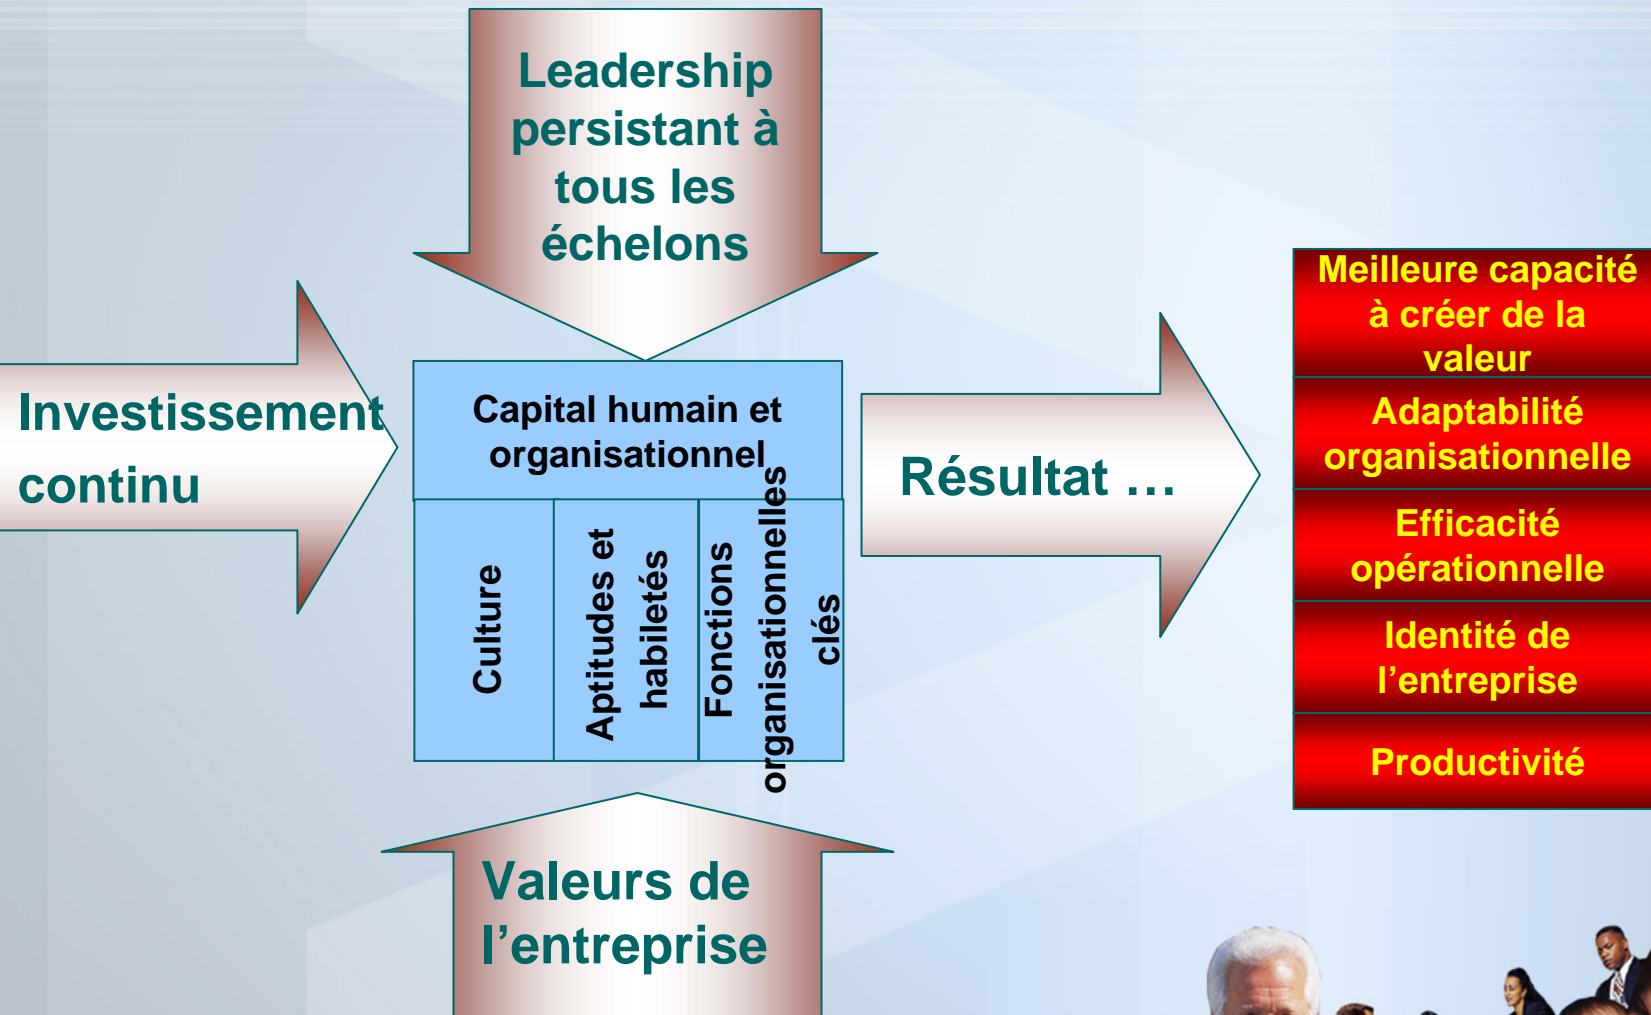 Leadership
persistant à
tous les
échelons
Investissement
continu
Capital humain et
organisationnel
Culture
Aptitudes et
habiletés
Fonctions
organisationnelles
clés
Valeurs de
l’entreprise
Résultat …
Meilleure capacité
à créer de la
valeur
Adaptabilité
organisationnelle
Efficacité
opérationnelle
Identité de
l’entreprise
Productivité